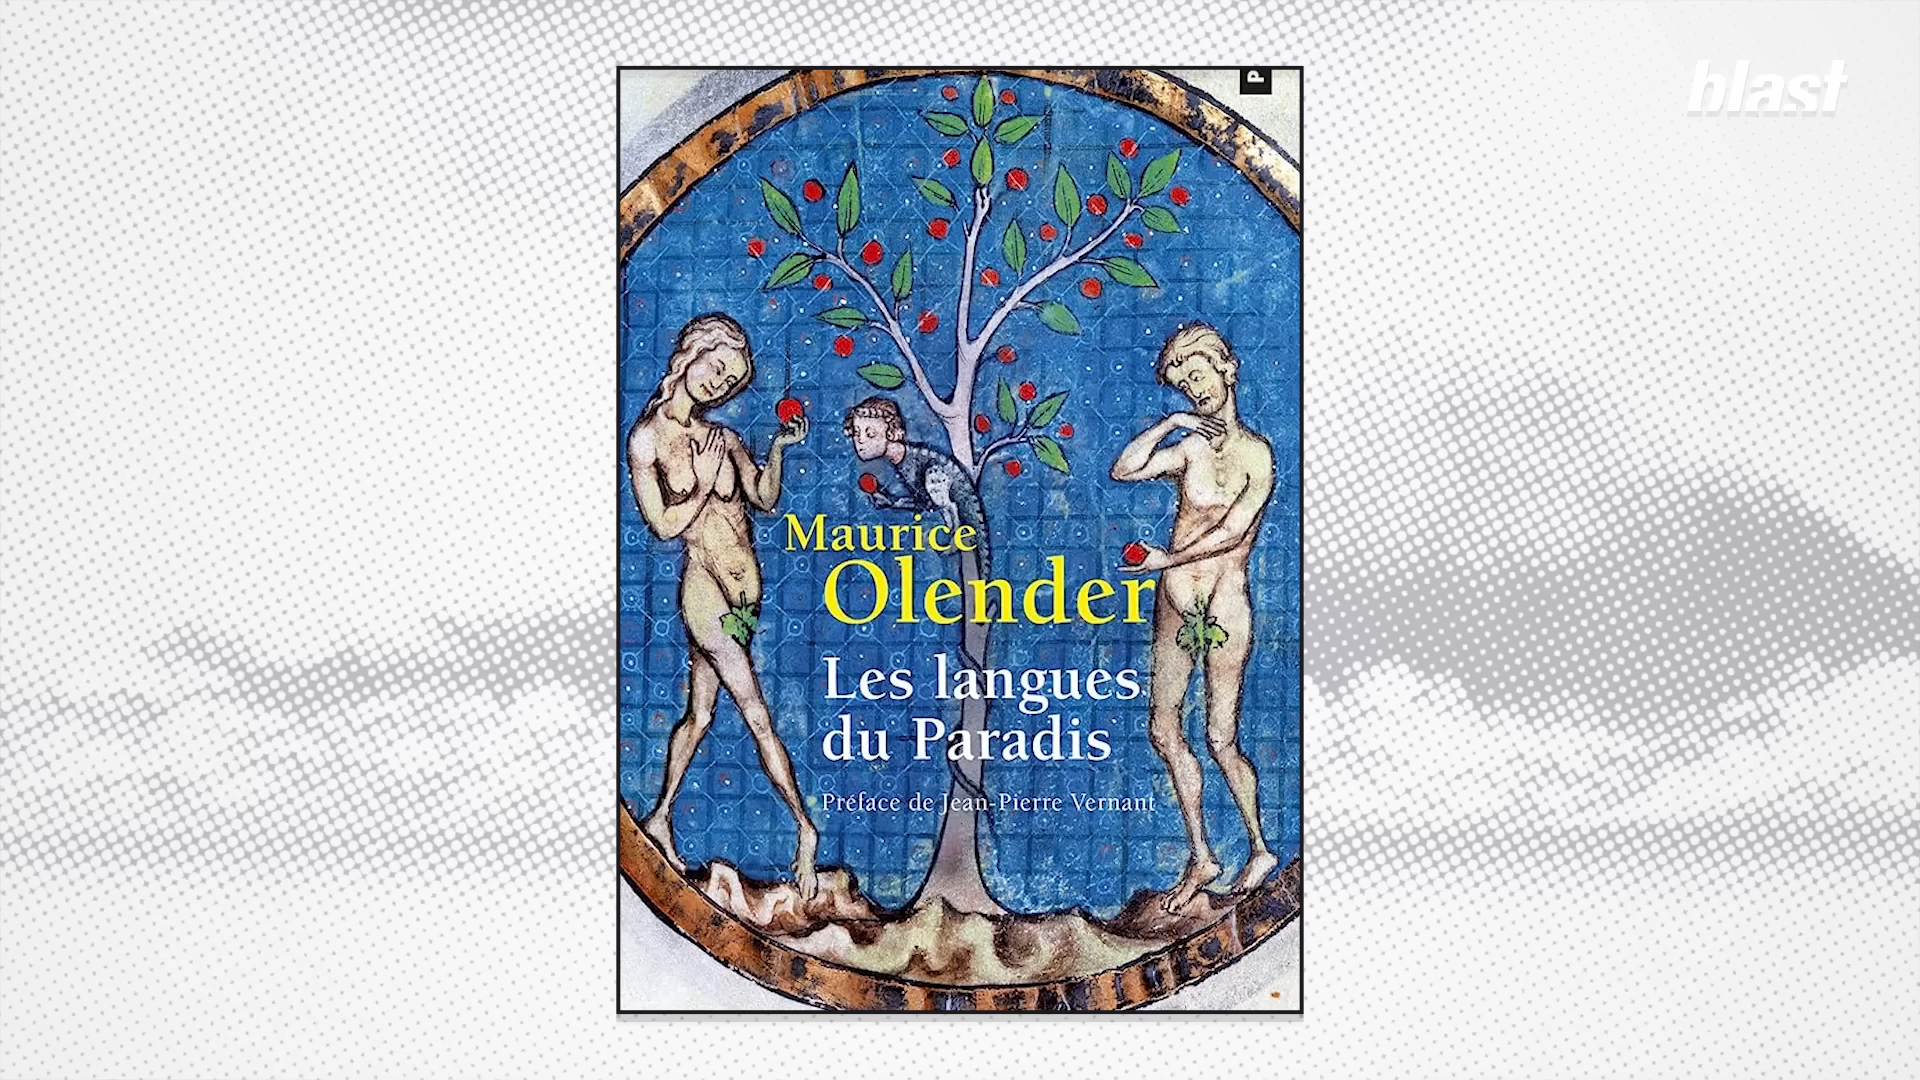 blast
P
Maurice
Olender
Les langues
du Paradis
Préface de Jean-Pierre Vernant